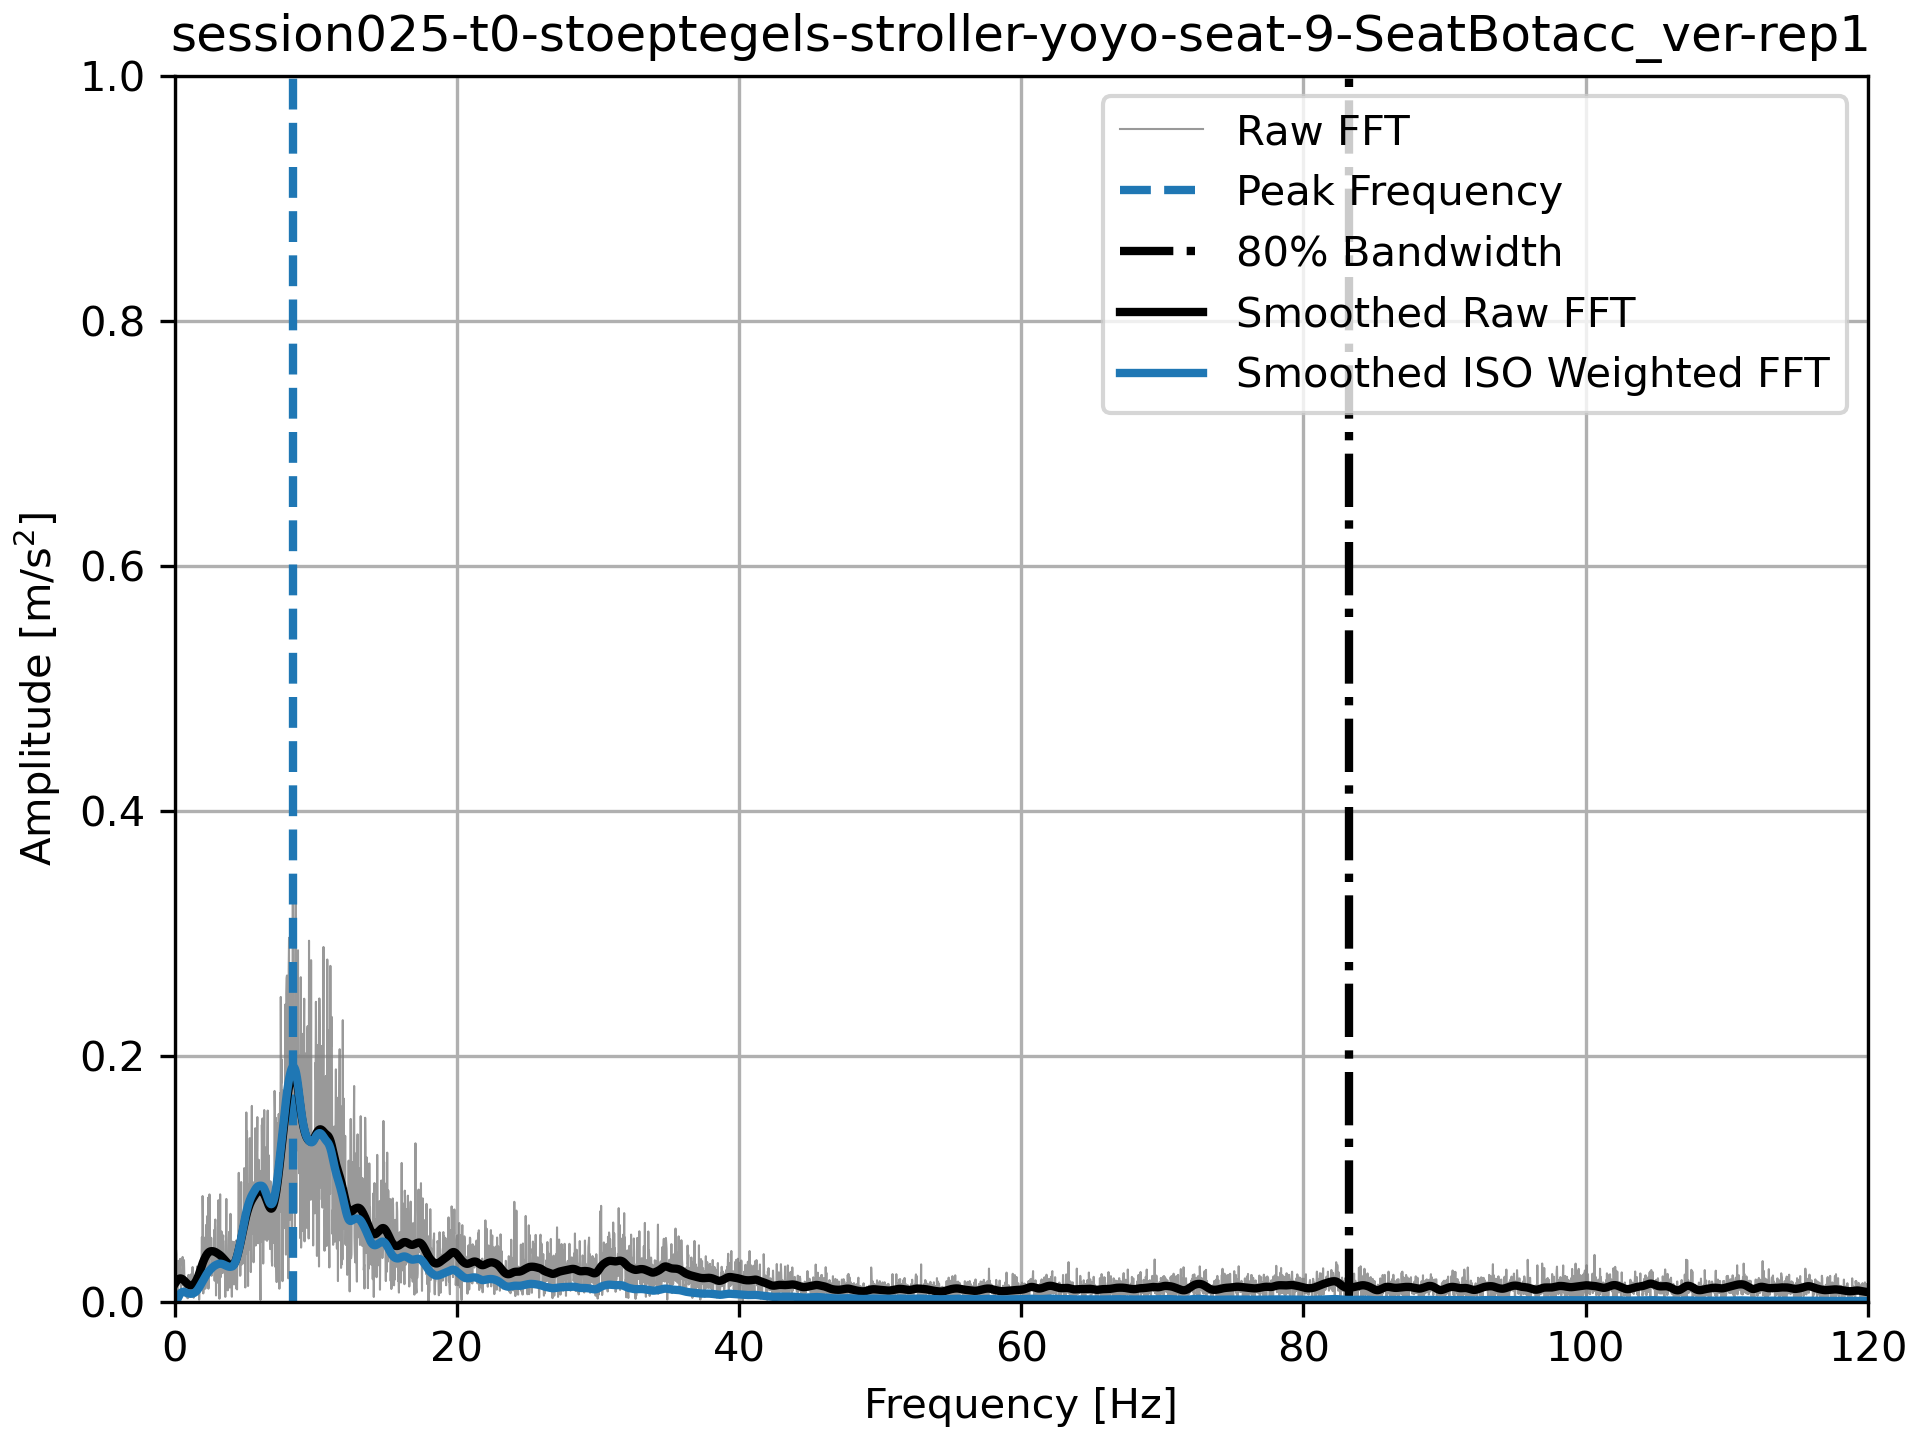 session025-t0-stoeptegels-stroller-yoyo-seat-9-SeatBotacc_ver-rep1
1.0
0.8
0.6
0.4
0.2
0.0
Amplitude [m/s²]
Raw FFT
Peak Frequency
80% Bandwidth
Smoothed Raw FFT
Smoothed ISO Weighted FFT
0 20 40 60 80 100 120
Frequency [Hz]